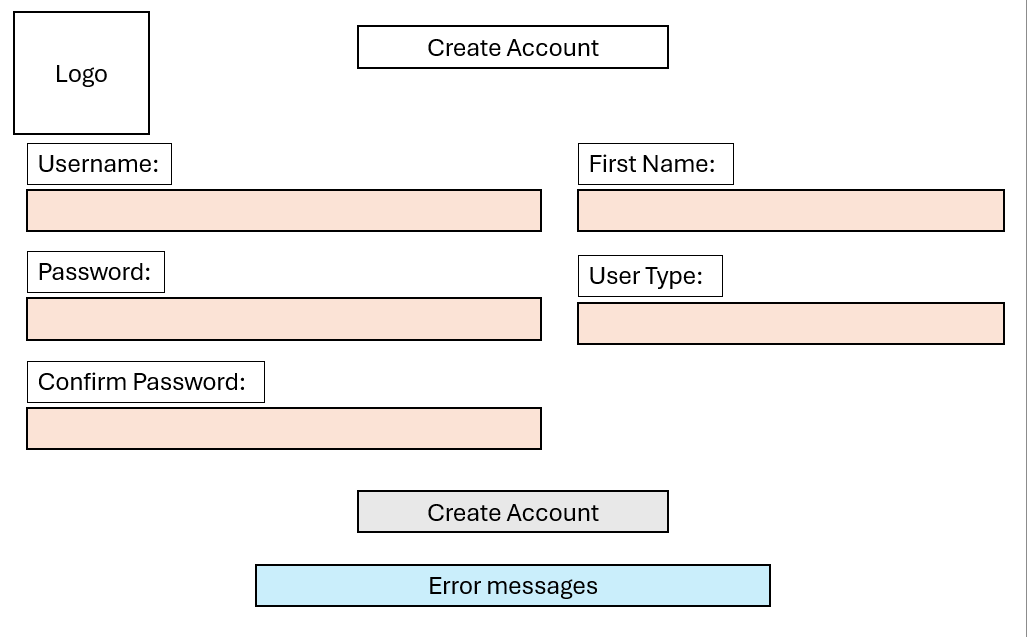 Logo
Create Account
Username:
First Name:
Password:
User Type:
Confirm Password:
Create Account
Error messages